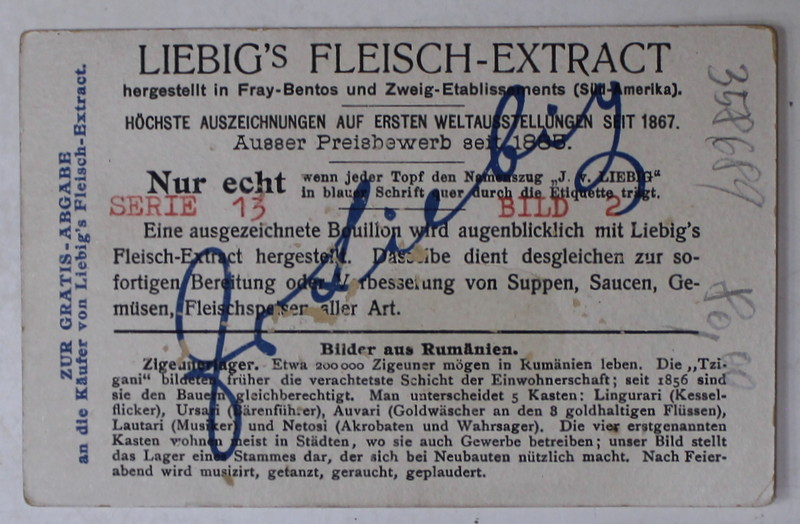 LIEBIG'S FLEISCH-EXTRACT
hergestellt in Fray-Bentos und Zweig-Etablissements (Süd-Amerika).
HÖCHSTE AUSZEICHNUNGEN AUF ERSTEN WELTAUSSTELLUNGEN SEIT 1867.
Ausser Preisbewerb seit 1885.
Nur echt
wenn jeder Topf den Namenszug „J. v. LIEBIG“
in blauer Schrift quer durch die Etiquette trägt.
SERIE 13 BILD 2
Eine ausgezeichnete Bouillon wird augenblicklich mit Liebig's
Fleisch-Extract hergestellt. Dasselbe dient desgleichen zur so-
fortigen Bereitung oder Verbesserung von Suppen, Saucen, Ge-
müsen, Fleischspeisen aller Art.
Bilder aus Rumänien.
Zigeunerlager. Etwa 200 000 Zigeuner mögen in Rumänien leben. Die „Tzi-
gani“ bildeten früher die verachtetste Schicht der Einwohnerschaft; seit 1856 sind
sie den Bauern gleichberechtigt. Man unterscheidet 5 Kasten: Lingurari (Kessel-
flicker), Ursari (Bärenführer), Auvari (Goldwäscher an den 8 goldhaltigen Flüssen),
Lautari (Musiker) und Netosi (Akrobaten und Wahrsager). Die vier erstgenannten
Kasten wohnen meist in Städten, wo sie auch Gewerbe betreiben; unser Bild stellt
das Lager eines Stammes dar, der sich bei Neubauten nützlich macht. Nach Feier-
abend wird musizirt, getanzt, geraucht, geplaudert.
ZUR GRATIS-ABGABE
an die Käufer von Liebig's Fleisch-Extract.
J. v. Liebig
358689